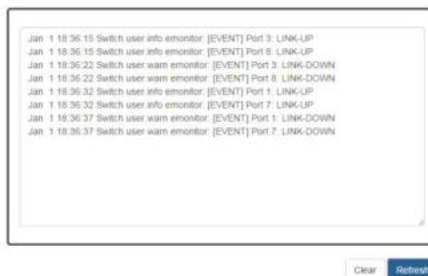 Jan 1 18:36:15 Switch user.info emonitor: [EVENT] Port 3: LINK-UP
Jan 1 18:36:15 Switch user.info emonitor: [EVENT] Port 8: LINK-UP
Jan 1 18:36:22 Switch user.warn emonitor: [EVENT] Port 3: LINK-DOWN
Jan 1 18:36:22 Switch user.warn emonitor: [EVENT] Port 8: LINK-DOWN
Jan 1 18:36:32 Switch user.info emonitor: [EVENT] Port 1: LINK-UP
Jan 1 18:36:32 Switch user.info emonitor: [EVENT] Port 7: LINK-UP
Jan 1 18:36:37 Switch user.warn emonitor: [EVENT] Port 1: LINK-DOWN
Jan 1 18:36:37 Switch user.warn emonitor: [EVENT] Port 7: LINK-DOWN
Clear Refresh